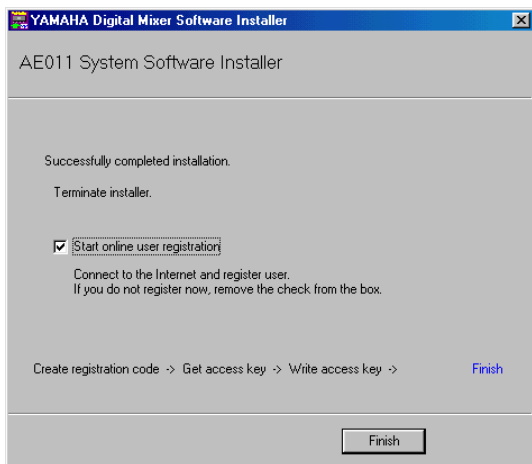 YAMAHA Digital Mixer Software Installer
AE011 System Software Installer
Successfully completed installation.
Terminate installer.
Start online user registration
Connect to the Internet and register user.
If you do not register now, remove the check from the box.
Create registration code -> Get access key -> Write access key -> Finish
Finish